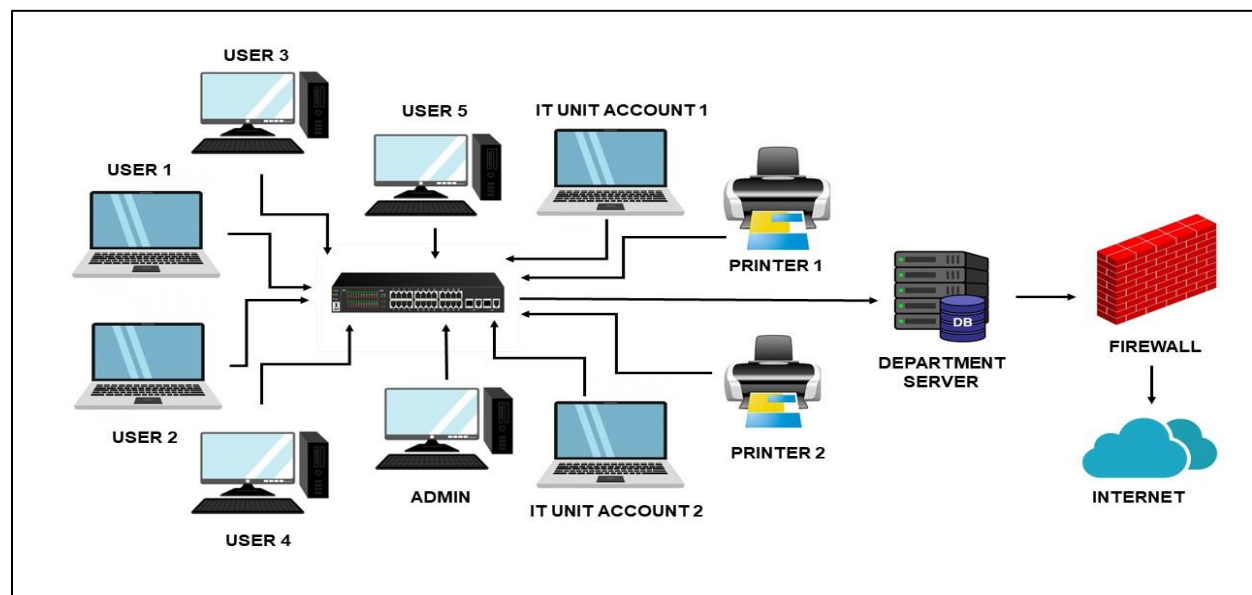 USER 3
USER 5
IT UNIT ACCOUNT 1
USER 1
PRINTER 1
DB
DEPARTMENT
SERVER
FIREWALL
USER 2
ADMIN
PRINTER 2
IT UNIT ACCOUNT 2
USER 4
INTERNET